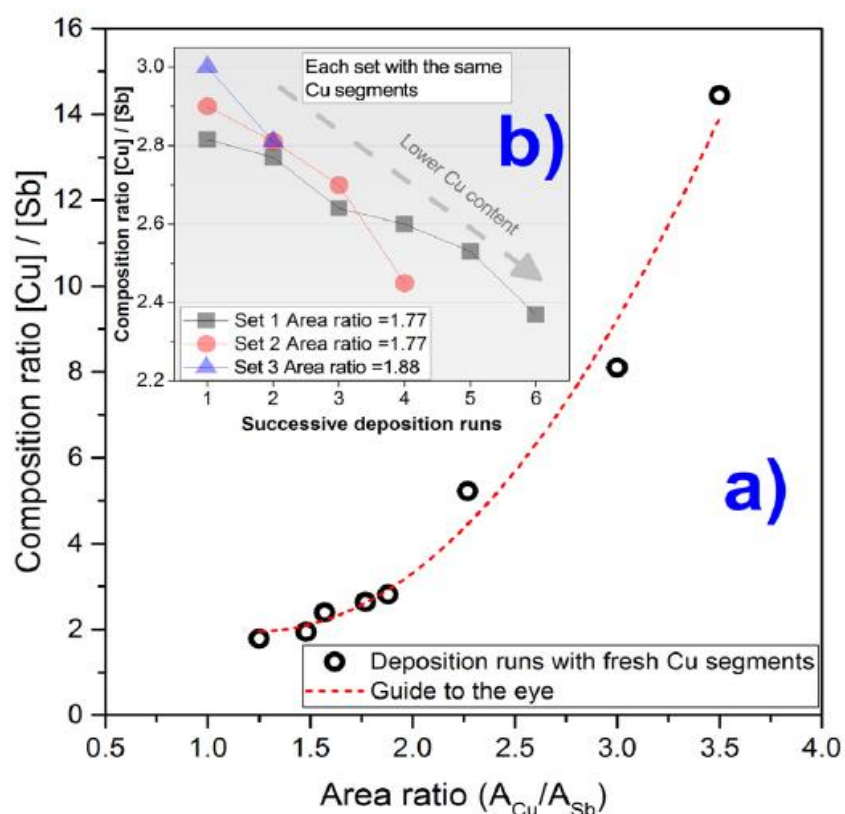 16
14
12
10
8
6
4
2
0
Composition ratio [Cu] / [Sb]
0.5 1.0 1.5 2.0 2.5 3.0 3.5 4.0
Area ratio (A_Cu/A_Sb)
a)
Deposition runs with fresh Cu segments
Guide to the eye
3.0
2.8
2.6
2.4
2.2
Composition ratio [Cu] / [Sb]
Each set with the same
Cu segments
b)
Lower Cu content
Set 1 Area ratio =1.77
Set 2 Area ratio =1.77
Set 3 Area ratio =1.88
1 2 3 4 5 6
Successive deposition runs